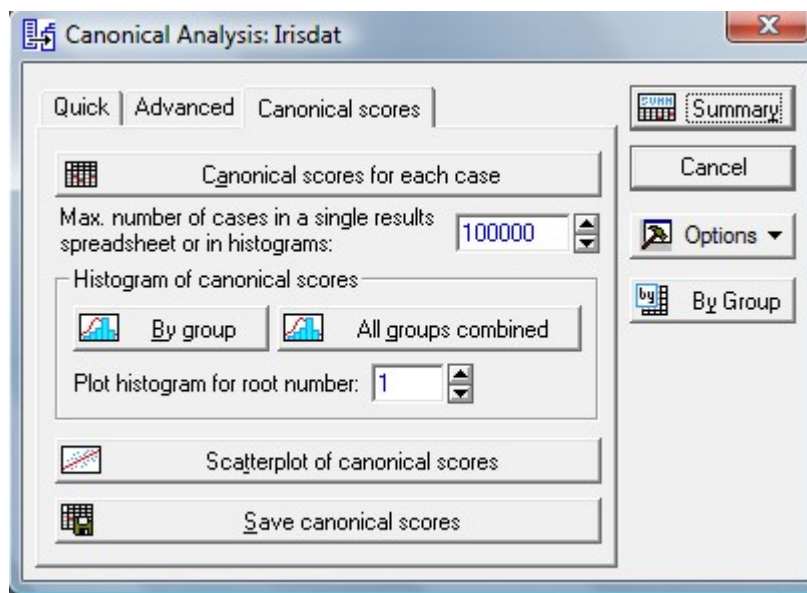 Canonical Analysis: Irisdat
Quick
Advanced
Canonical scores
Canonical scores for each case
Max. number of cases in a single results
spreadsheet or in histograms:
100000
Histogram of canonical scores
By group
All groups combined
Plot histogram for root number:
1
Scatterplot of canonical scores
Save canonical scores
SUMM
Summary
Cancel
Options
by
By Group